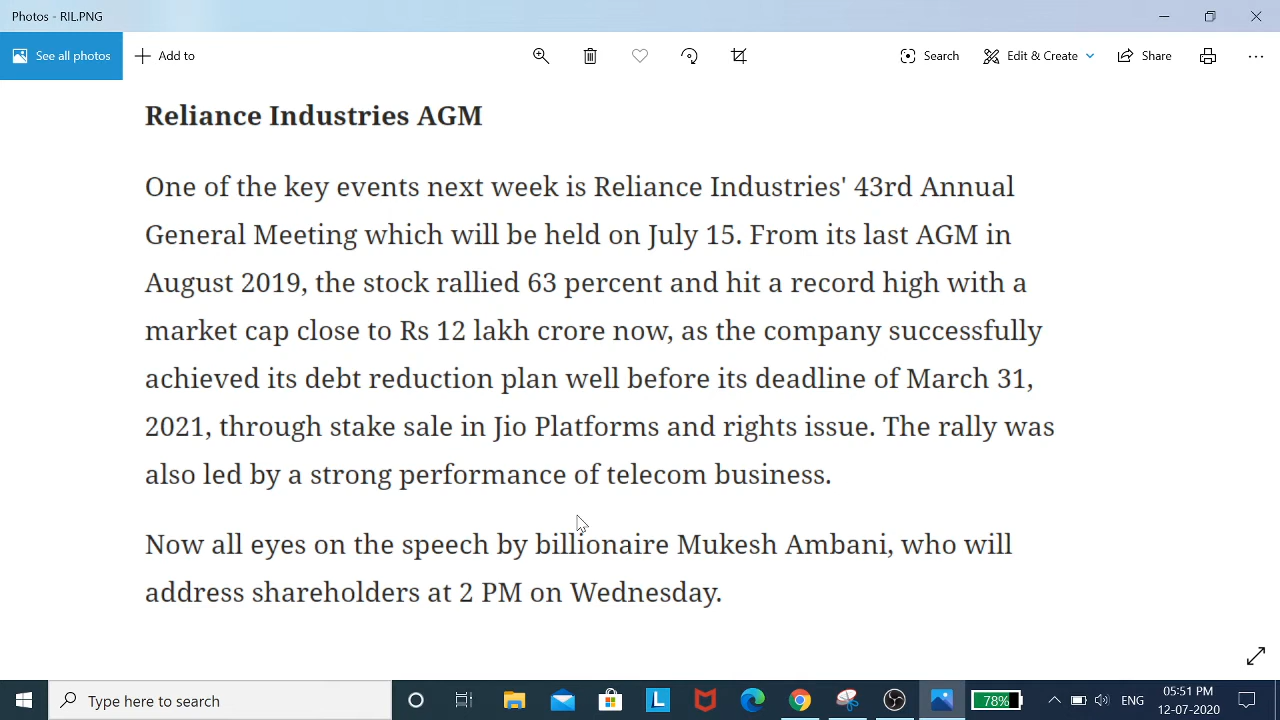 Photos - RIL.PNG
See all photos
Add to
Search
Edit & Create
Share
Reliance Industries AGM
One of the key events next week is Reliance Industries' 43rd Annual
General Meeting which will be held on July 15. From its last AGM in
August 2019, the stock rallied 63 percent and hit a record high with a
market cap close to Rs 12 lakh crore now, as the company successfully
achieved its debt reduction plan well before its deadline of March 31,
2021, through stake sale in Jio Platforms and rights issue. The rally was
also led by a strong performance of telecom business.
Now all eyes on the speech by billionaire Mukesh Ambani, who will
address shareholders at 2 PM on Wednesday.
Type here to search
L
78%
ENG
05:51 PM
12-07-2020